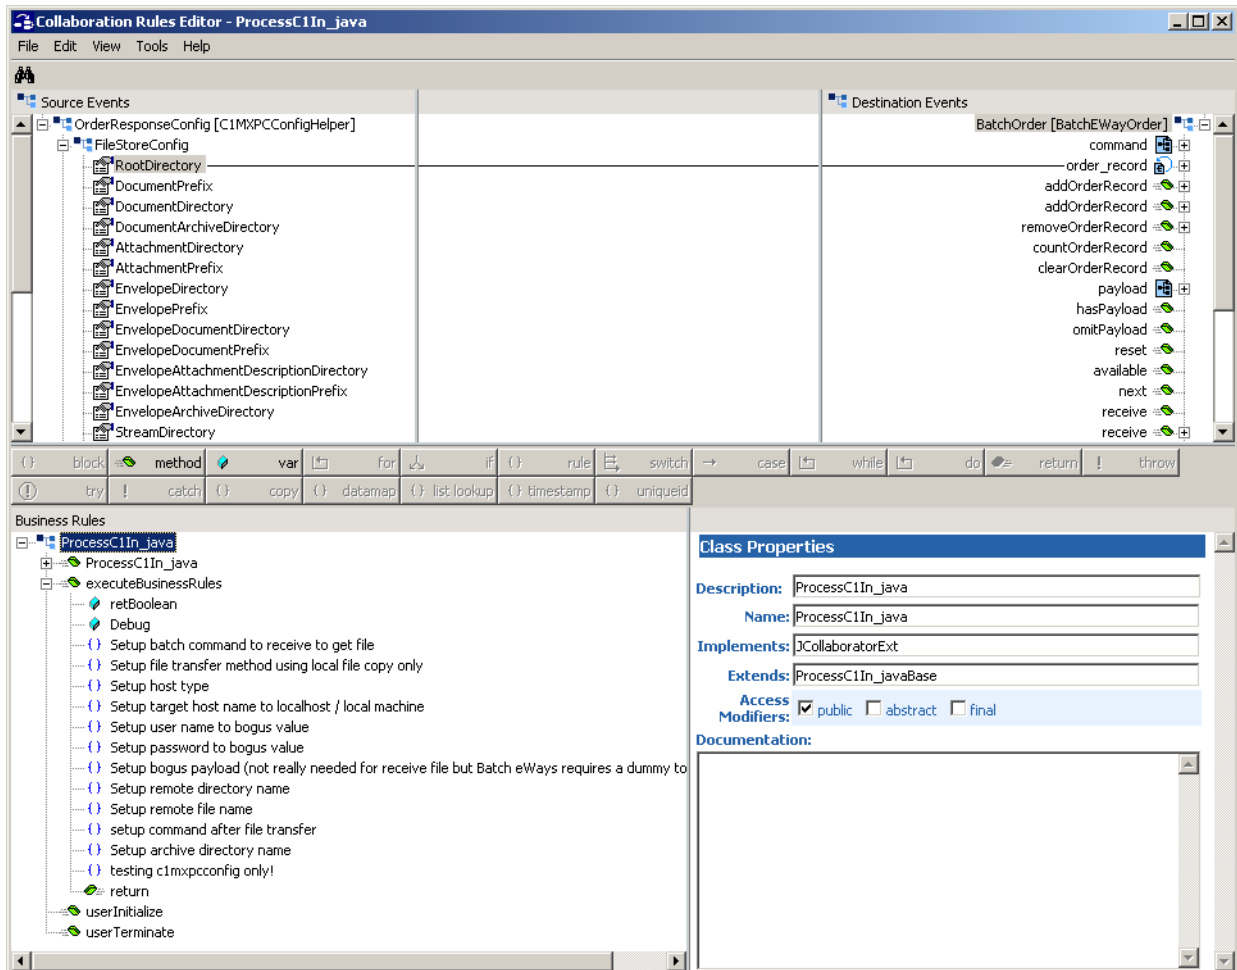 Collaboration Rules Editor - ProcessC1In_java
File Edit View Tools Help
Source Events
Destination Events
OrderResponseConfig [C1MXPCConfigHelper]
BatchOrder [BatchEWayOrder]
FileStoreConfig
command
RootDirectory
order_record
DocumentPrefix
addOrderRecord
DocumentDirectory
addOrderRecord
DocumentArchiveDirectory
removeOrderRecord
AttachmentDirectory
countOrderRecord
AttachmentPrefix
clearOrderRecord
EnvelopeDirectory
payload
EnvelopePrefix
hasPayload
EnvelopeDocumentDirectory
omitPayload
EnvelopeDocumentPrefix
reset
EnvelopeAttachmentDescriptionDirectory
available
EnvelopeAttachmentDescriptionPrefix
next
EnvelopeArchiveDirectory
receive
StreamDirectory
receive
block method var for if rule switch case while do return throw
try catch copy datamap list lookup timestamp uniqueid
Business Rules
ProcessC1In_java
ProcessC1In_java
executeBusinessRules
retBoolean
Debug
Setup batch command to receive to get file
Setup file transfer method using local file copy only
Setup host type
Setup target host name to localhost / local machine
Setup user name to bogus value
Setup password to bogus value
Setup bogus payload (not really needed for receive file but Batch eWays requires a dummy to
Setup remote directory name
Setup remote file name
setup command after file transfer
Setup archive directory name
testing c1mxpcconfig only!
return
userInitialize
userTerminate
Class Properties
Description: ProcessC1In_java
Name: ProcessC1In_java
Implements: JCollaboratorExt
Extends: ProcessC1In_javaBase
Access Modifiers: public abstract final
Documentation: